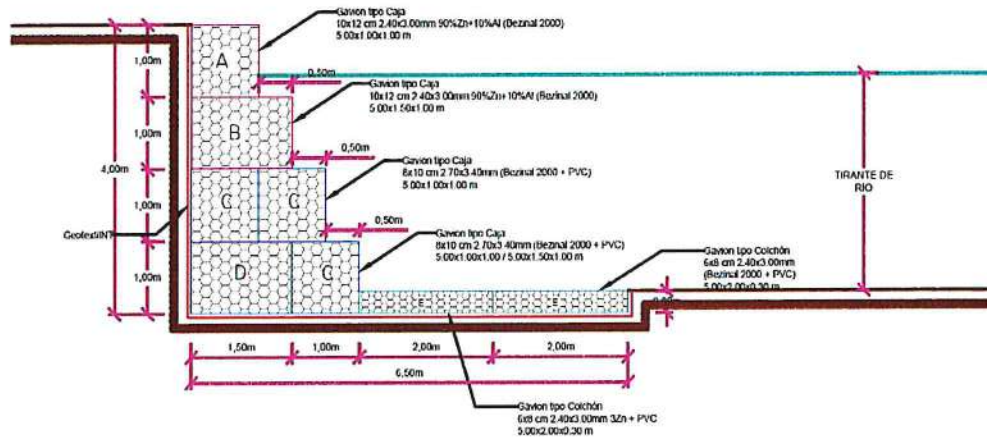 Gavion tipo Caja
10x12 cm 2.40x3.00mm 90%Zn+10%Al (Bezinal 2000)
5.00x1.00x1.00 m
A
1,00m
0,50m
Gavion tipo Caja
10x12 cm 2.40x3.00mm 90%Zn+10%Al (Bezinal 2000)
5.00x1.50x1.00 m
B
1,00m
0,50m
Gavion tipo Caja
8x10 cm 2.70x3.40mm (Bezinal 2000 + PVC)
5.00x1.00x1.00 m
4,00m
C
C
1,00m
TIRANTE DE
RÍO
0,50m
Gavion tipo Caja
8x10 cm 2.70x3.40mm (Bezinal 2000 + PVC)
5.00x1.00x1.00 / 5.00x1.50x1.00 m
D
C
1,00m
Gavion tipo Colchón
6x8 cm 2.40x3.00mm
(Bezinal 2000 + PVC)
5.00x2.00x0.30 m
E
E
1,50m
1,00m
2,00m
2,00m
6,50m
Gavion tipo Colchón
6x8 cm 2.40x3.00mm 3Zn + PVC
5.00x2.00x0.30 m